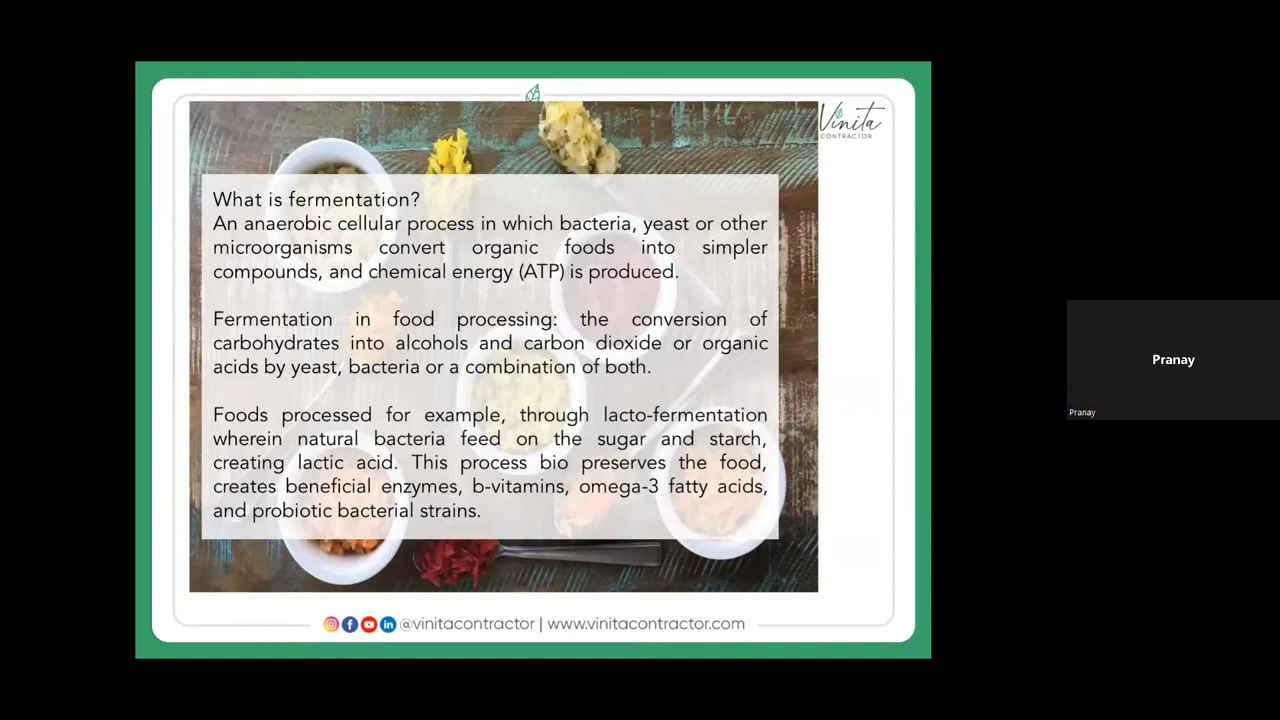 Vinita
CONTRACTOR
What is fermentation?
An anaerobic cellular process in which bacteria, yeast or other
microorganisms convert organic foods into simpler
compounds, and chemical energy (ATP) is produced.
Fermentation in food processing: the conversion of
carbohydrates into alcohols and carbon dioxide or organic
acids by yeast, bacteria or a combination of both.
Foods processed for example, through lacto-fermentation
wherein natural bacteria feed on the sugar and starch,
creating lactic acid. This process bio preserves the food,
creates beneficial enzymes, b-vitamins, omega-3 fatty acids,
and probiotic bacterial strains.
@vinitacontractor | www.vinitacontractor.com
Pranay
Pranay